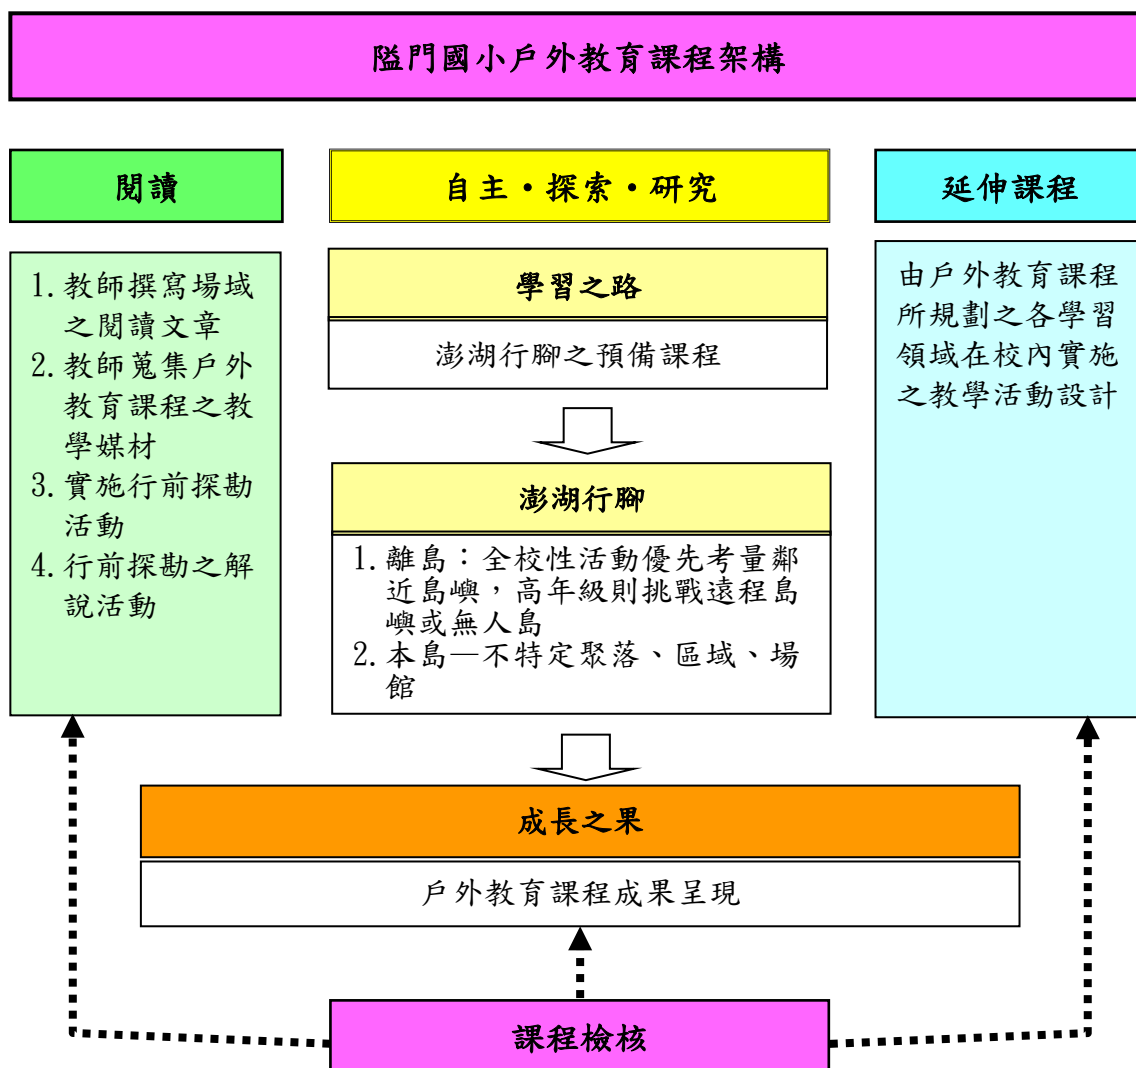 隘門國小戶外教育課程架構
閱讀
1.教師撰寫場域
之閱讀文章
2.教師蒐集戶外
教育課程之教
學媒材
3.實施行前探勘
活動
4.行前探勘之解
說活動
自主‧探索‧研究
學習之路
澎湖行腳之預備課程
澎湖行腳
1.離島：全校性活動優先考量鄰
近島嶼，高年級則挑戰遠程島
嶼或無人島
2.本島—不特定聚落、區域、場
館
延伸課程
由戶外教育課程
所規劃之各學習
領域在校內實施
之教學活動設計
成長之果
戶外教育課程成果呈現
課程檢核